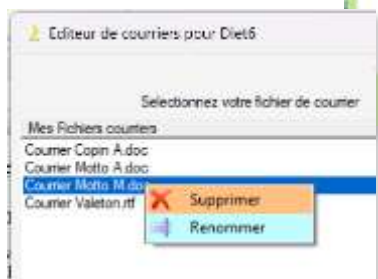 Editeur de courriers pour Diet6
Selectionnez votre fichier de courrier
Mes Fichiers courriers
Courrier Copin A.doc
Courrier Motto A.doc
Courrier Motto M.doc
Courrier Valeton.rtf
Supprimer
Renommer